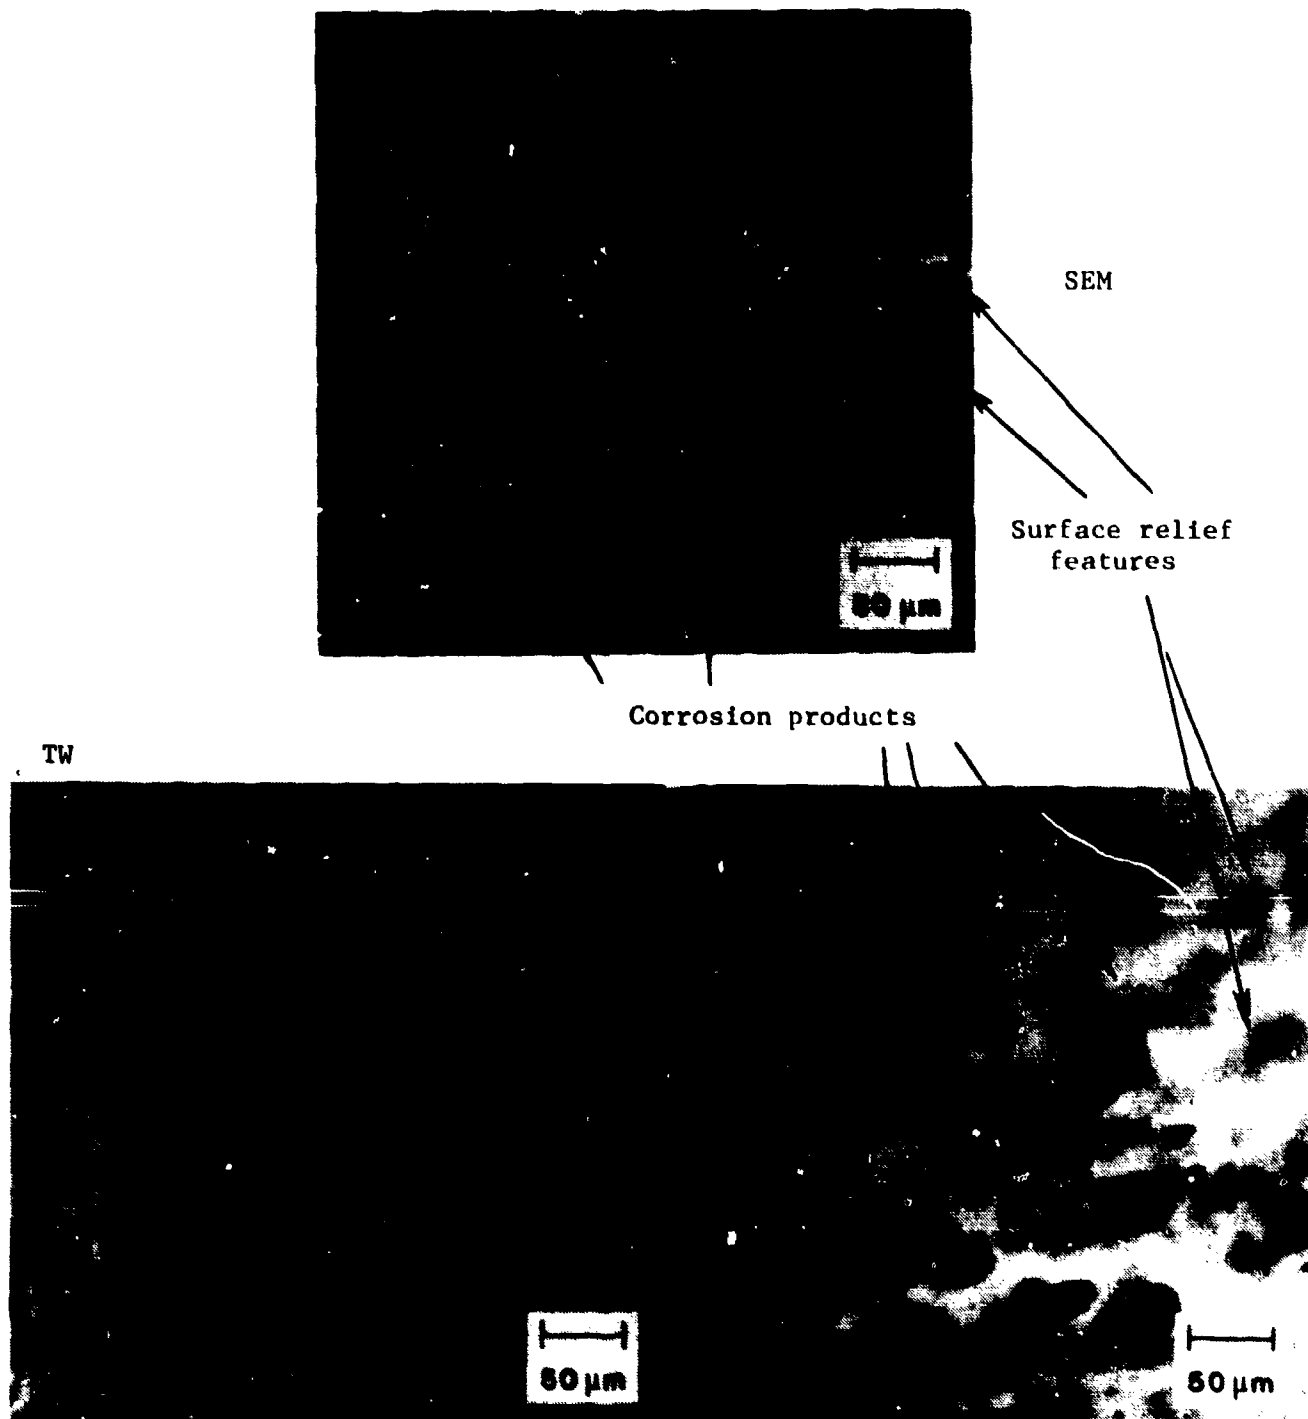 SEM
Surface relief
features
50 µm
Corrosion products
TW
50 µm
50 µm